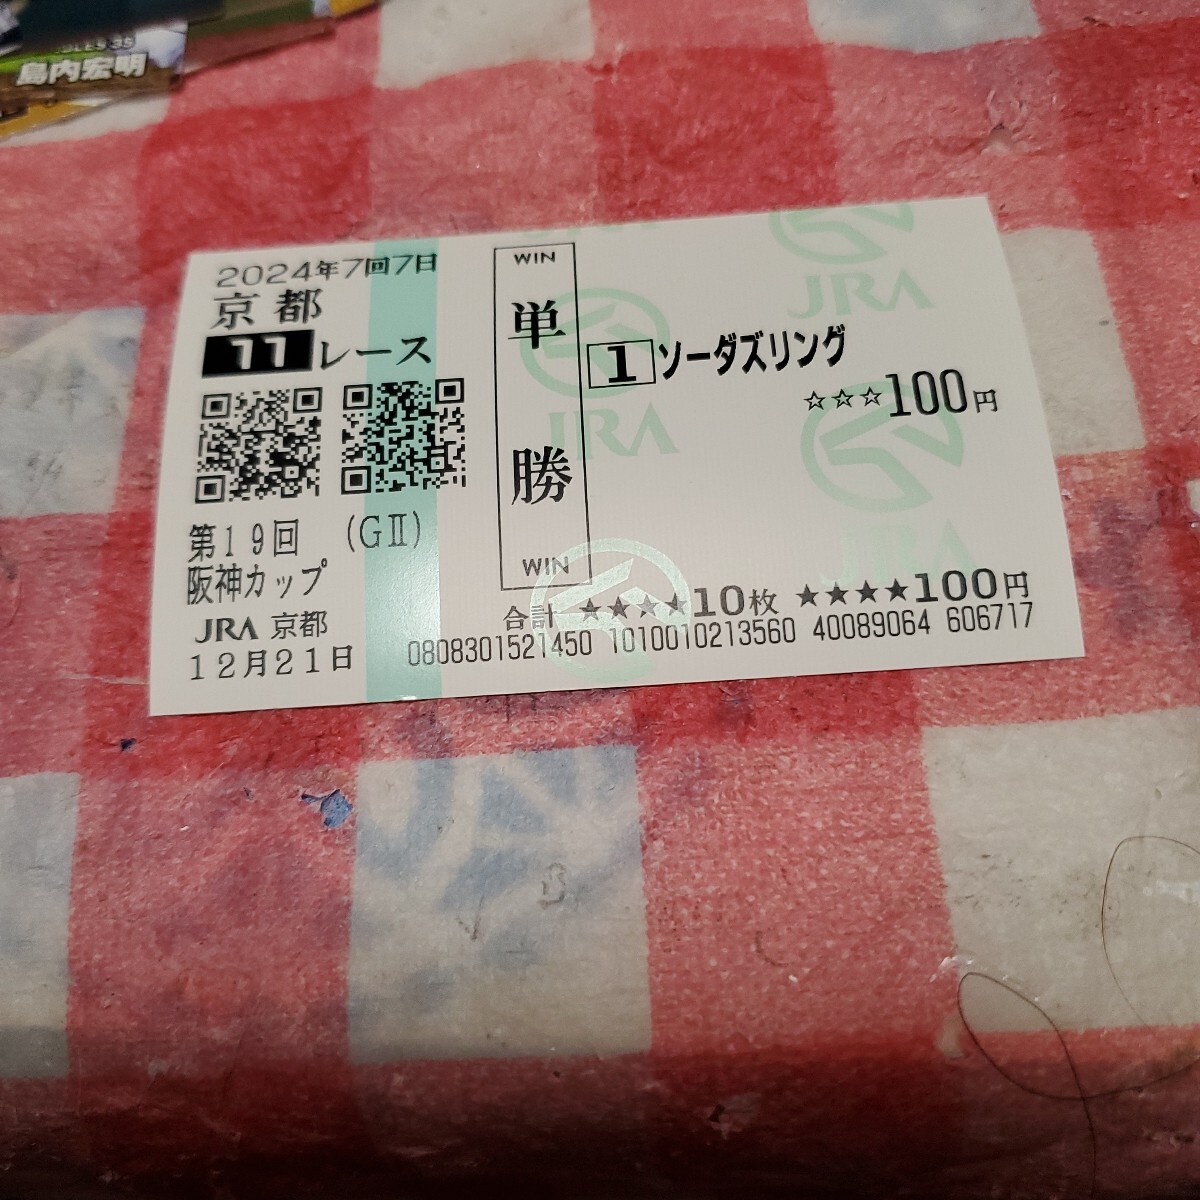 島内宏明
2024年7回7日
京都
11レース
第19回 (GⅡ)
阪神カップ
JRA 京都
12月21日
WIN
単
勝
WIN
1 ソーダズリング
☆☆☆100円
合計 ★★★★10枚 ★★★★100円
0808301521450 1010010213560 40089064 606717
JRA
JRA
JRA